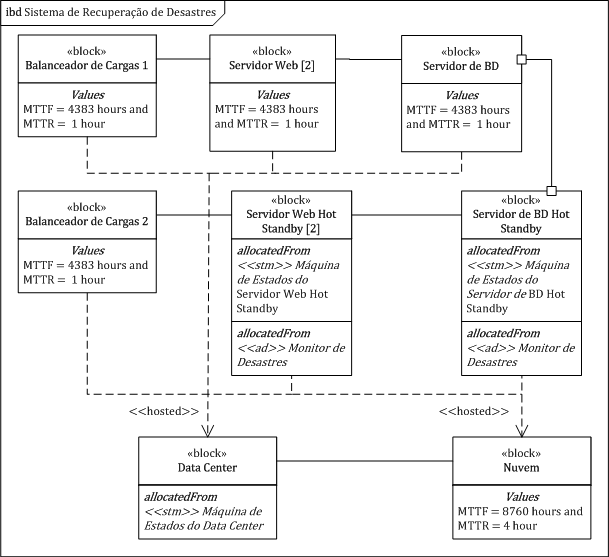 ibd Sistema de Recuperação de Desastres
«block»
Balanceador de Cargas 1
Values
MTTF = 4383 hours and
MTTR = 1 hour
«block»
Servidor Web [2]
Values
MTTF = 4383 hours
and MTTR = 1 hour
«block»
Servidor de BD
Values
MTTF = 4383 hours
and MTTR = 1 hour
«block»
Balanceador de Cargas 2
Values
MTTF = 4383 hours and
MTTR = 1 hour
«block»
Servidor Web Hot
Standby [2]
allocatedFrom
<<stm>> Máquina
de Estados do
Servidor Web Hot
Standby
allocatedFrom
<<ad>> Monitor de
Desastres
«block»
Servidor de BD Hot
Standby
allocatedFrom
<<stm>> Máquina
de Estados do
Servidor de BD Hot
Standby
allocatedFrom
<<ad>> Monitor de
Desastres
<<hosted>>
<<hosted>>
«block»
Data Center
allocatedFrom
<<stm>> Máquina de
Estados do Data Center
«block»
Nuvem
Values
MTTF = 8760 hours and
MTTR = 4 hour